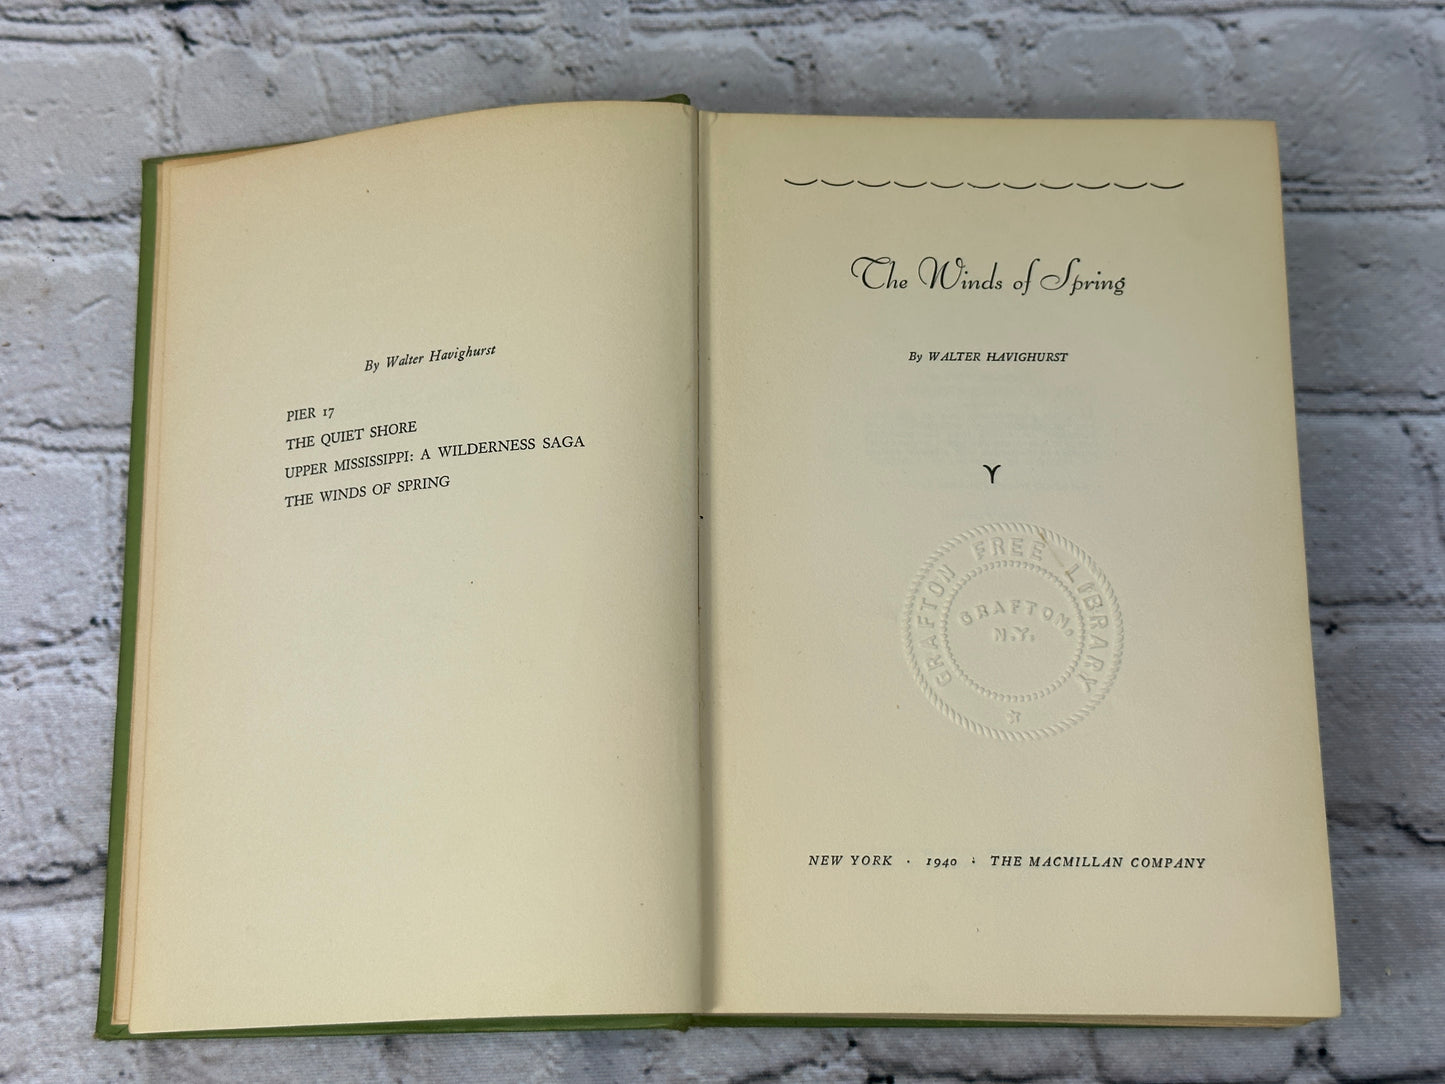 By Walter Havighurst
PIER 17
THE QUIET SHORE
UPPER MISSISSIPPI: A WILDERNESS SAGA
THE WINDS OF SPRING
The Winds of Spring
By WALTER HAVIGHURST
GRAFTON FREE LIBRARY
GRAFTON,
N.Y.
NEW YORK · 1940 · THE MACMILLAN COMPANY